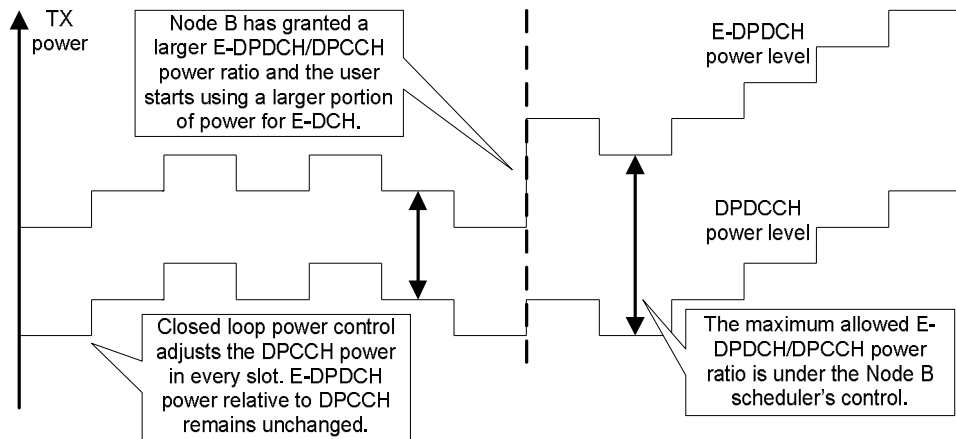 TX
power
Node B has granted a
larger E-DPDCH/DPCCH
power ratio and the user
starts using a larger portion
of power for E-DCH.
E-DPDCH
power level
DPDCCH
power level
Closed loop power control
adjusts the DPCCH power
in every slot. E-DPDCH
power relative to DPCCH
remains unchanged.
The maximum allowed E-
DPDCH/DPCCH power
ratio is under the Node B
scheduler's control.